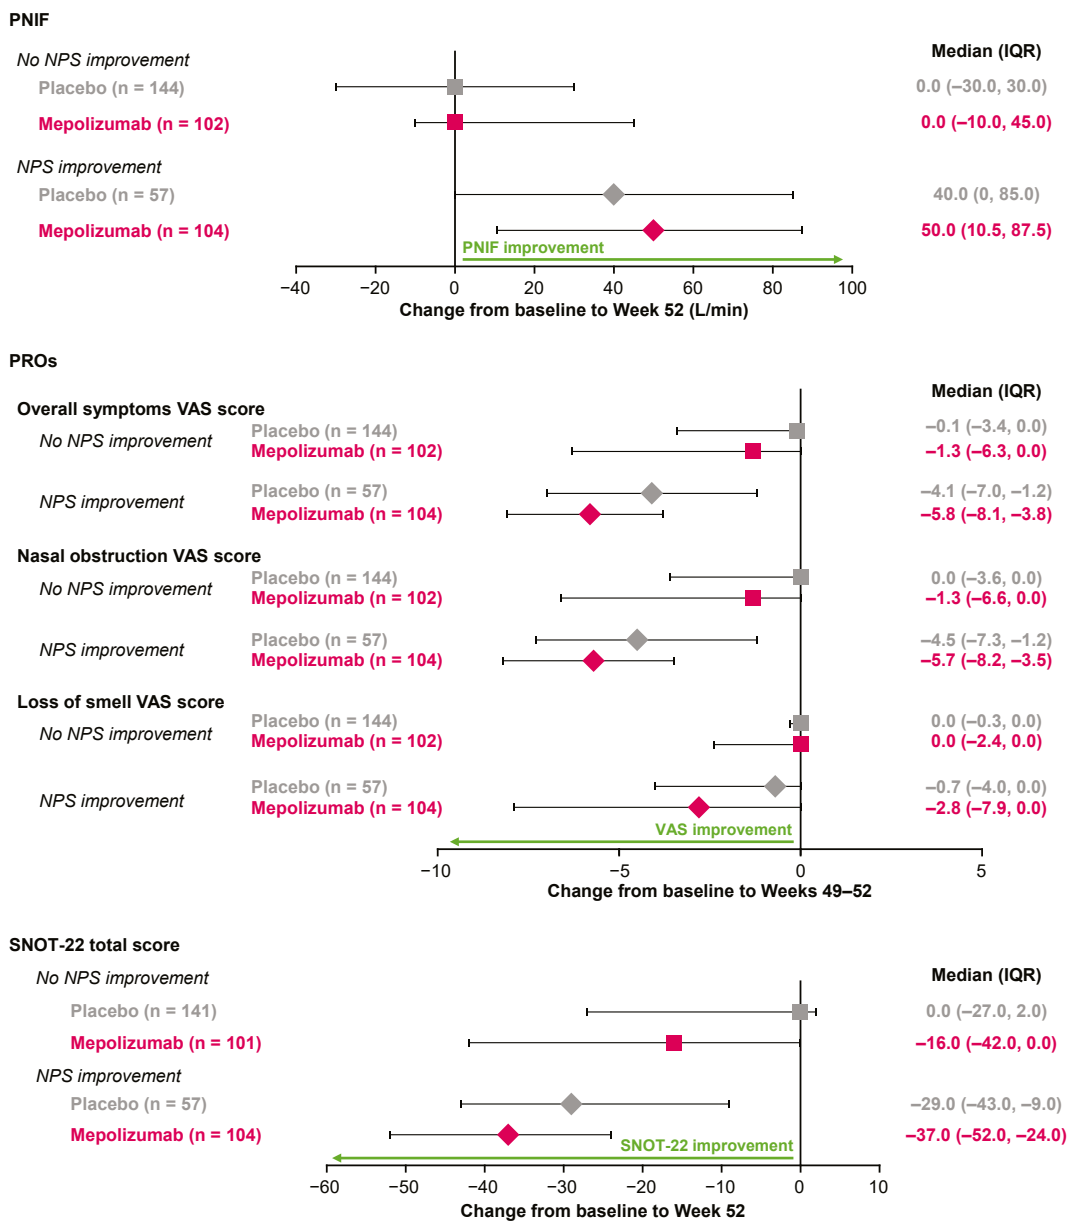 PNIF
Median (IQR)
No NPS improvement
Placebo (n = 144) 0.0 (–30.0, 30.0)
Mepolizumab (n = 102) 0.0 (–10.0, 45.0)
NPS improvement
Placebo (n = 57) 40.0 (0, 85.0)
Mepolizumab (n = 104) 50.0 (10.5, 87.5)
PNIF improvement
–40 –20 0 20 40 60 80 100
Change from baseline to Week 52 (L/min)
PROs
Median (IQR)
Overall symptoms VAS score
No NPS improvement Placebo (n = 144) –0.1 (–3.4, 0.0)
Mepolizumab (n = 102) –1.3 (–6.3, 0.0)
NPS improvement Placebo (n = 57) –4.1 (–7.0, –1.2)
Mepolizumab (n = 104) –5.8 (–8.1, –3.8)
Nasal obstruction VAS score
No NPS improvement Placebo (n = 144) 0.0 (–3.6, 0.0)
Mepolizumab (n = 102) –1.3 (–6.6, 0.0)
NPS improvement Placebo (n = 57) –4.5 (–7.3, –1.2)
Mepolizumab (n = 104) –5.7 (–8.2, –3.5)
Loss of smell VAS score
No NPS improvement Placebo (n = 144) 0.0 (–0.3, 0.0)
Mepolizumab (n = 102) 0.0 (–2.4, 0.0)
NPS improvement Placebo (n = 57) –0.7 (–4.0, 0.0)
Mepolizumab (n = 104) –2.8 (–7.9, 0.0)
VAS improvement
–10 –5 0 5
Change from baseline to Weeks 49–52
SNOT-22 total score
Median (IQR)
No NPS improvement
Placebo (n = 141) 0.0 (–27.0, 2.0)
Mepolizumab (n = 101) –16.0 (–42.0, 0.0)
NPS improvement
Placebo (n = 57) –29.0 (–43.0, –9.0)
Mepolizumab (n = 104) –37.0 (–52.0, –24.0)
SNOT-22 improvement
–60 –50 –40 –30 –20 –10 0 10
Change from baseline to Week 52